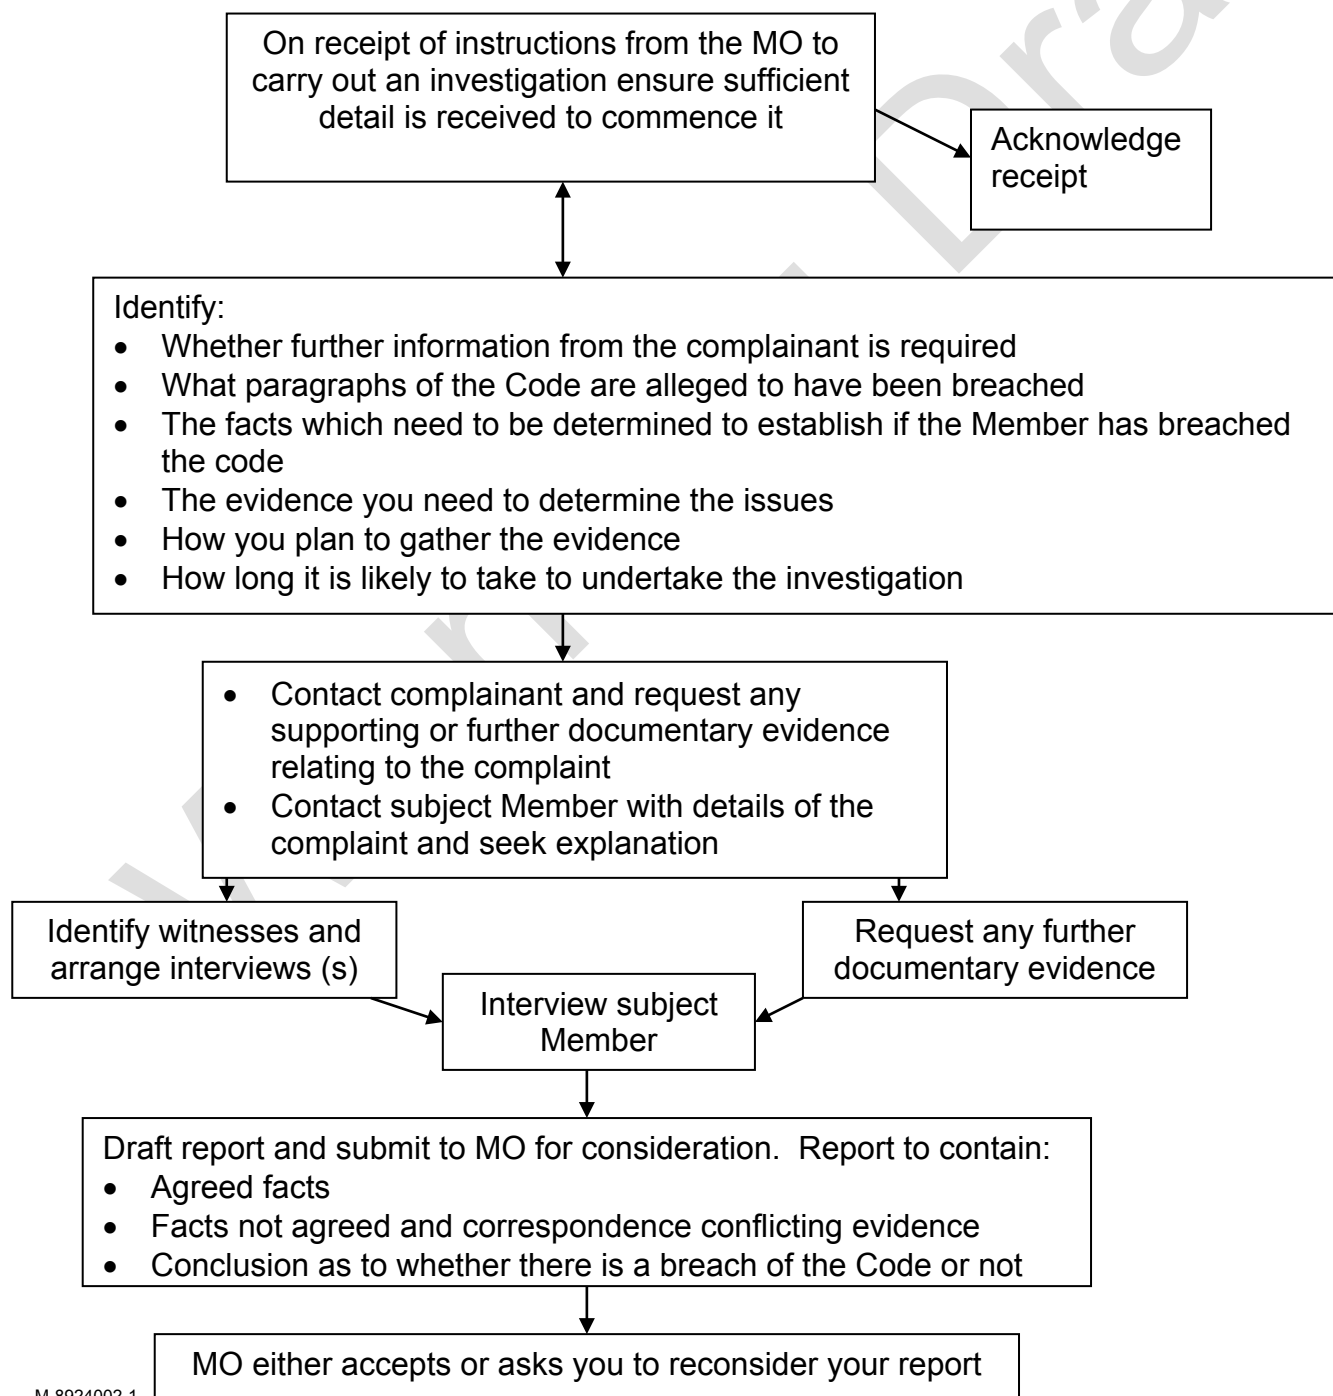 On receipt of instructions from the MO to
carry out an investigation ensure sufficient
detail is received to commence it
Acknowledge
receipt
Identify:
• Whether further information from the complainant is required
• What paragraphs of the Code are alleged to have been breached
• The facts which need to be determined to establish if the Member has breached
the code
• The evidence you need to determine the issues
• How you plan to gather the evidence
• How long it is likely to take to undertake the investigation
• Contact complainant and request any
supporting or further documentary evidence
relating to the complaint
• Contact subject Member with details of the
complaint and seek explanation
Identify witnesses and
arrange interviews (s)
Request any further
documentary evidence
Interview subject
Member
Draft report and submit to MO for consideration.  Report to contain:
• Agreed facts
• Facts not agreed and correspondence conflicting evidence
• Conclusion as to whether there is a breach of the Code or not
MO either accepts or asks you to reconsider your report
M-8924002-1